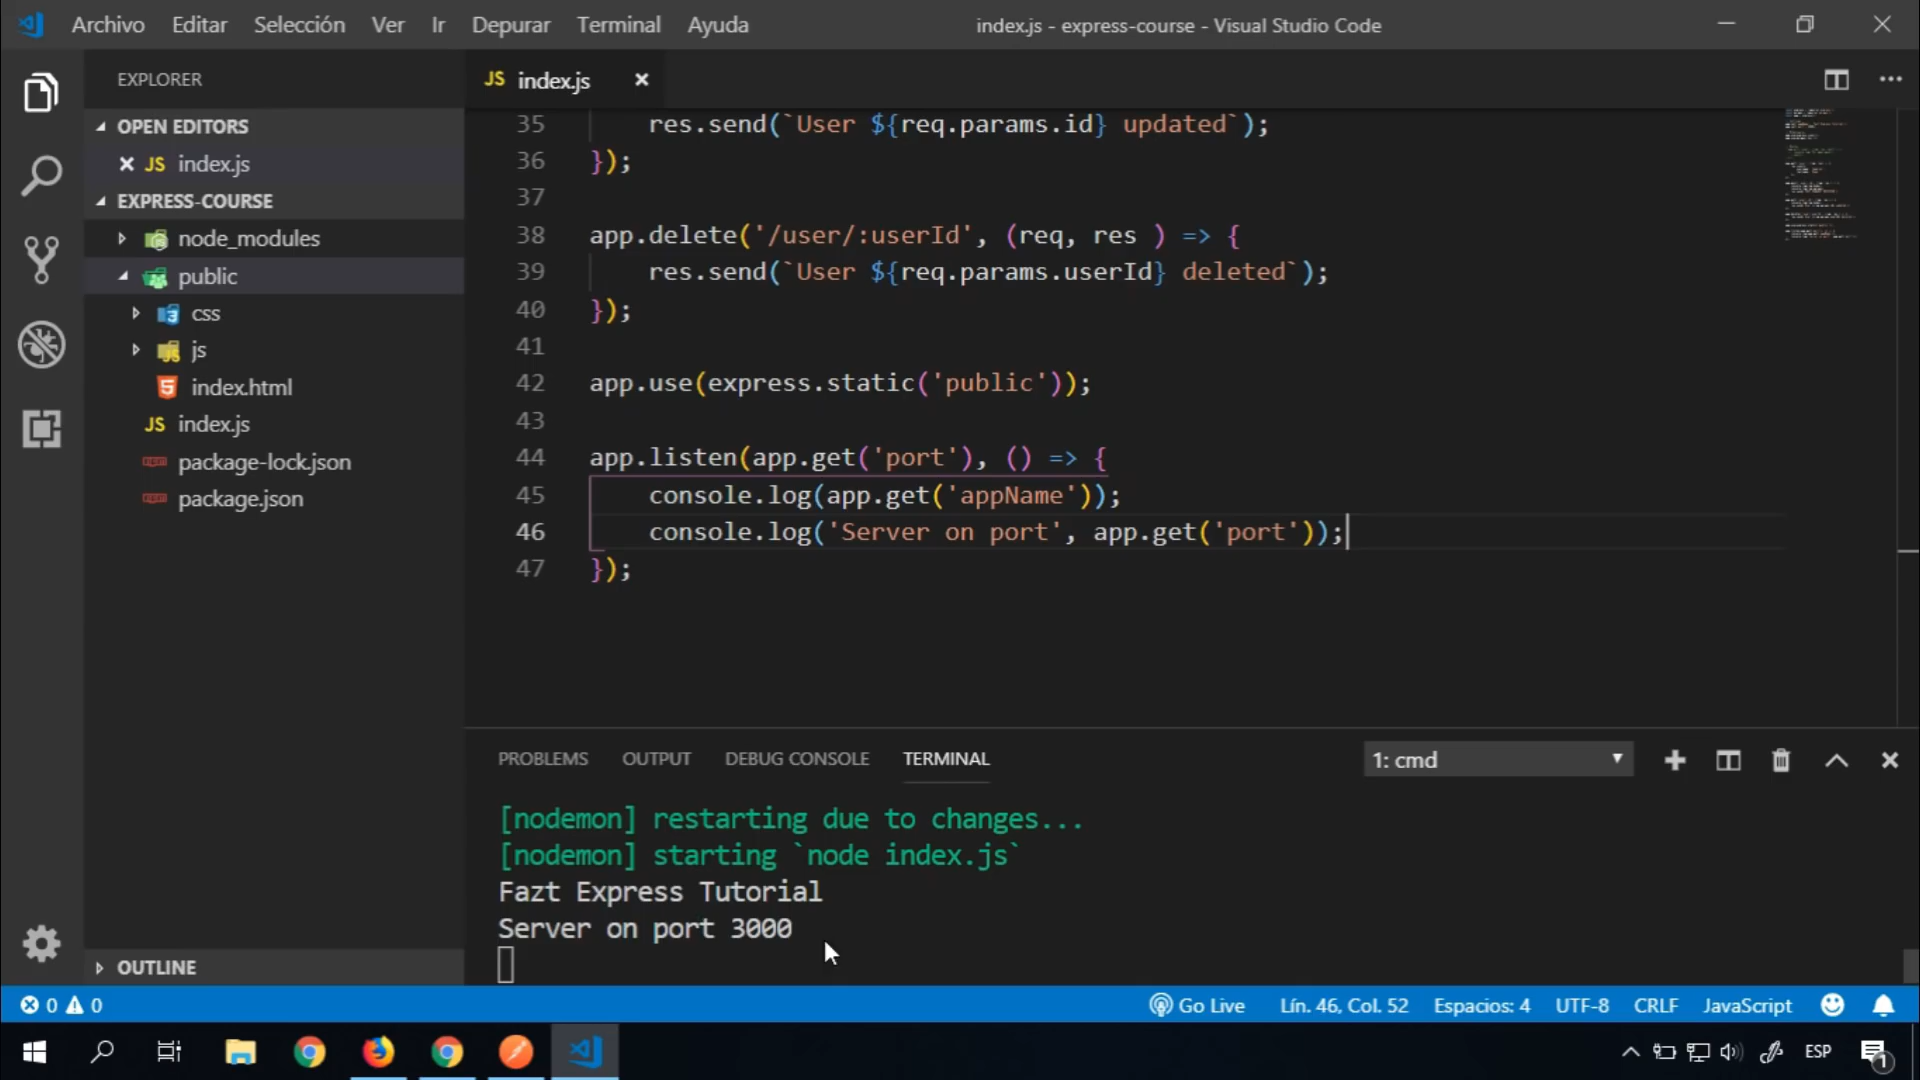 Archivo Editar Selección Ver Ir Depurar Terminal Ayuda
index.js - express-course - Visual Studio Code
EXPLORER
OPEN EDITORS
JS index.js
EXPRESS-COURSE
node_modules
public
css
js
index.html
JS index.js
package-lock.json
package.json
OUTLINE
JS index.js
35 res.send(`User ${req.params.id} updated`);
36 });
37
38 app.delete('/user/:userId', (req, res ) => {
39 res.send(`User ${req.params.userId} deleted`);
40 });
41
42 app.use(express.static('public'));
43
44 app.listen(app.get('port'), () => {
45 console.log(app.get('appName'));
46 console.log('Server on port', app.get('port'));
47 });
PROBLEMS OUTPUT DEBUG CONSOLE TERMINAL
1: cmd
[nodemon] restarting due to changes...
[nodemon] starting `node index.js`
Fazt Express Tutorial
Server on port 3000
0 0
Go Live Lín. 46, Col. 52 Espacios: 4 UTF-8 CRLF JavaScript
ESP
1